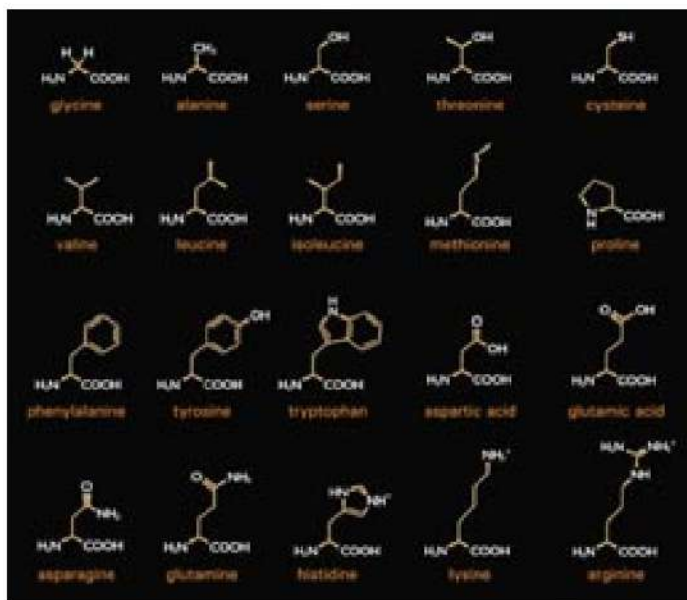 H H
H₂N COOH
glycine
CH₃
H₂N COOH
alanine
OH
H₂N COOH
serine
OH
H₂N COOH
threonine
SH
H₂N COOH
cysteine
H₂N COOH
valine
H₂N COOH
leucine
H₂N COOH
isoleucine
H₂N COOH
methionine
N COOH
H
proline
H₂N COOH
phenylalanine
OH
H₂N COOH
tyrosine
H
N
H₂N COOH
tryptophan
O
OH
H₂N COOH
aspartic acid
O OH
H₂N COOH
glutamic acid
O
NH₂
H₂N COOH
asparagine
O NH₂
H₂N COOH
glutamine
HN NH⁺
H₂N COOH
histidine
NH₃⁺
H₂N COOH
lysine
H₂N NH₂⁺
NH
H₂N COOH
arginine